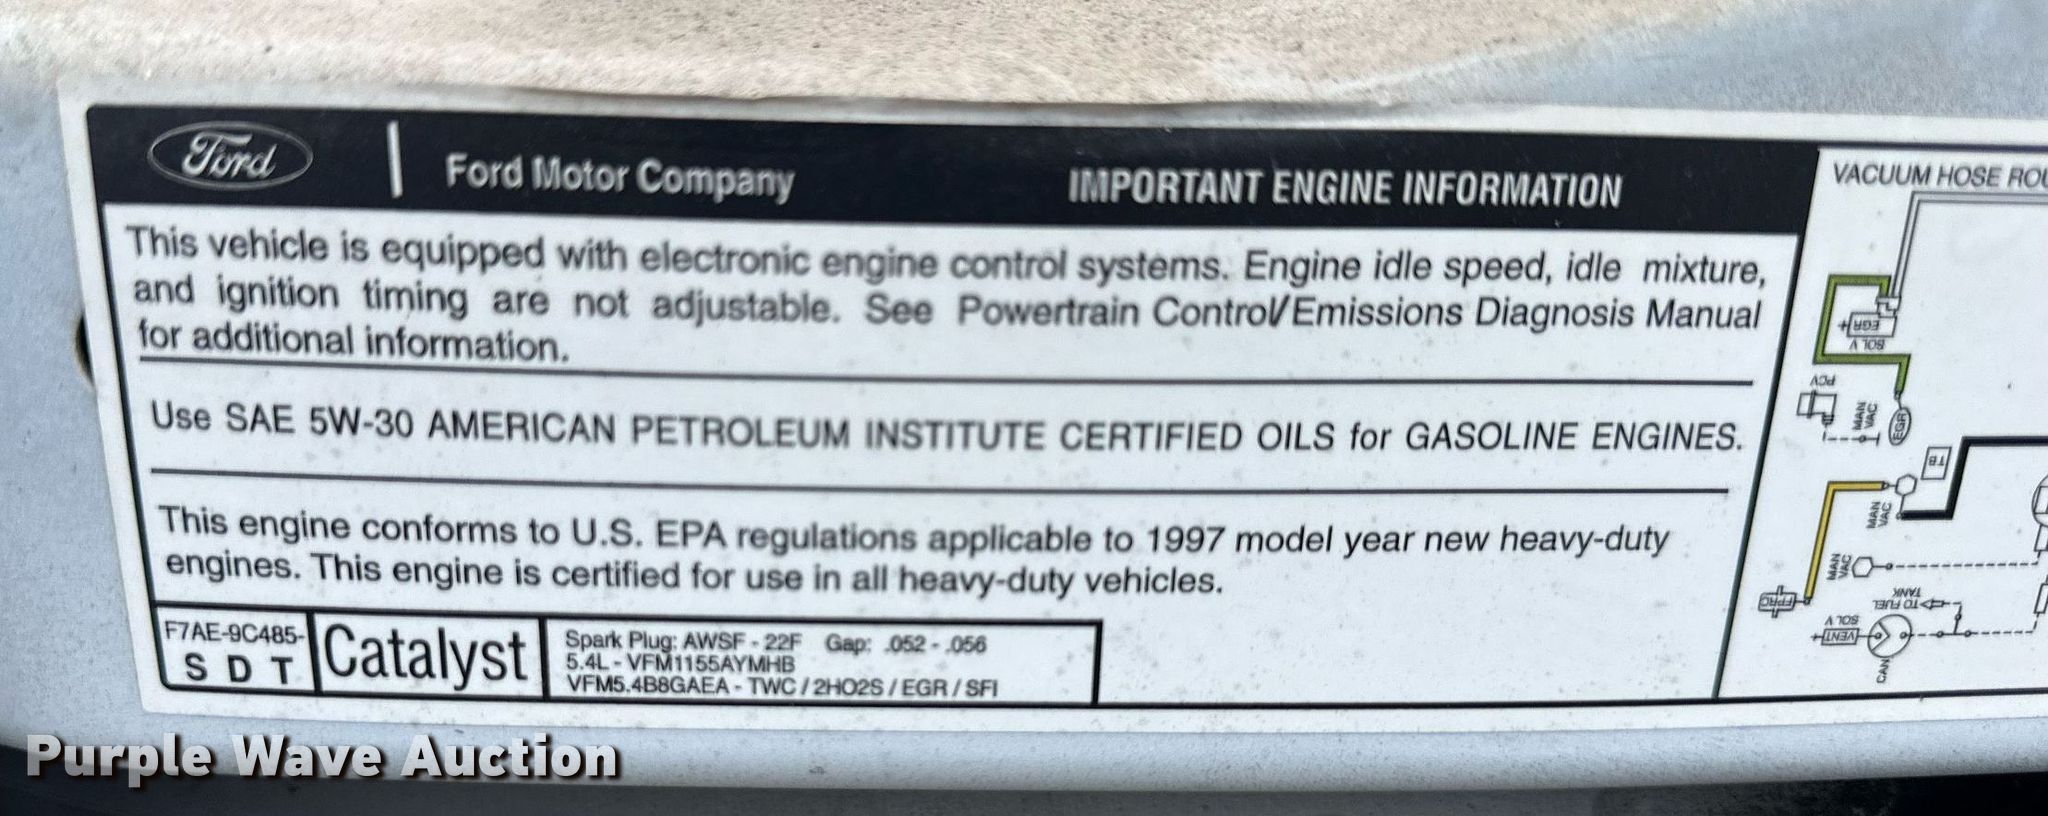 Ford | Ford Motor Company IMPORTANT ENGINE INFORMATION
This vehicle is equipped with electronic engine control systems. Engine idle speed, idle mixture,
and ignition timing are not adjustable. See Powertrain Control/Emissions Diagnosis Manual
for additional information.
Use SAE 5W-30 AMERICAN PETROLEUM INSTITUTE CERTIFIED OILS for GASOLINE ENGINES.
This engine conforms to U.S. EPA regulations applicable to 1997 model year new heavy-duty
engines. This engine is certified for use in all heavy-duty vehicles.
F7AE-9C485-
S D T
Catalyst
Spark Plug: AWSF - 22F Gap: .052 - .056
5.4L - VFM1155AYMHB
VFM5.4B8GAEA - TWC / 2HO2S / EGR / SFI
VACUUM HOSE ROU
EGR
SOL V
PCV
MAN
VAC
EGR
TB
MAN
VAC
MAN
VAC
FPRC
TO FUEL
TANK
VENT
SOL V
CAN
Purple Wave Auction